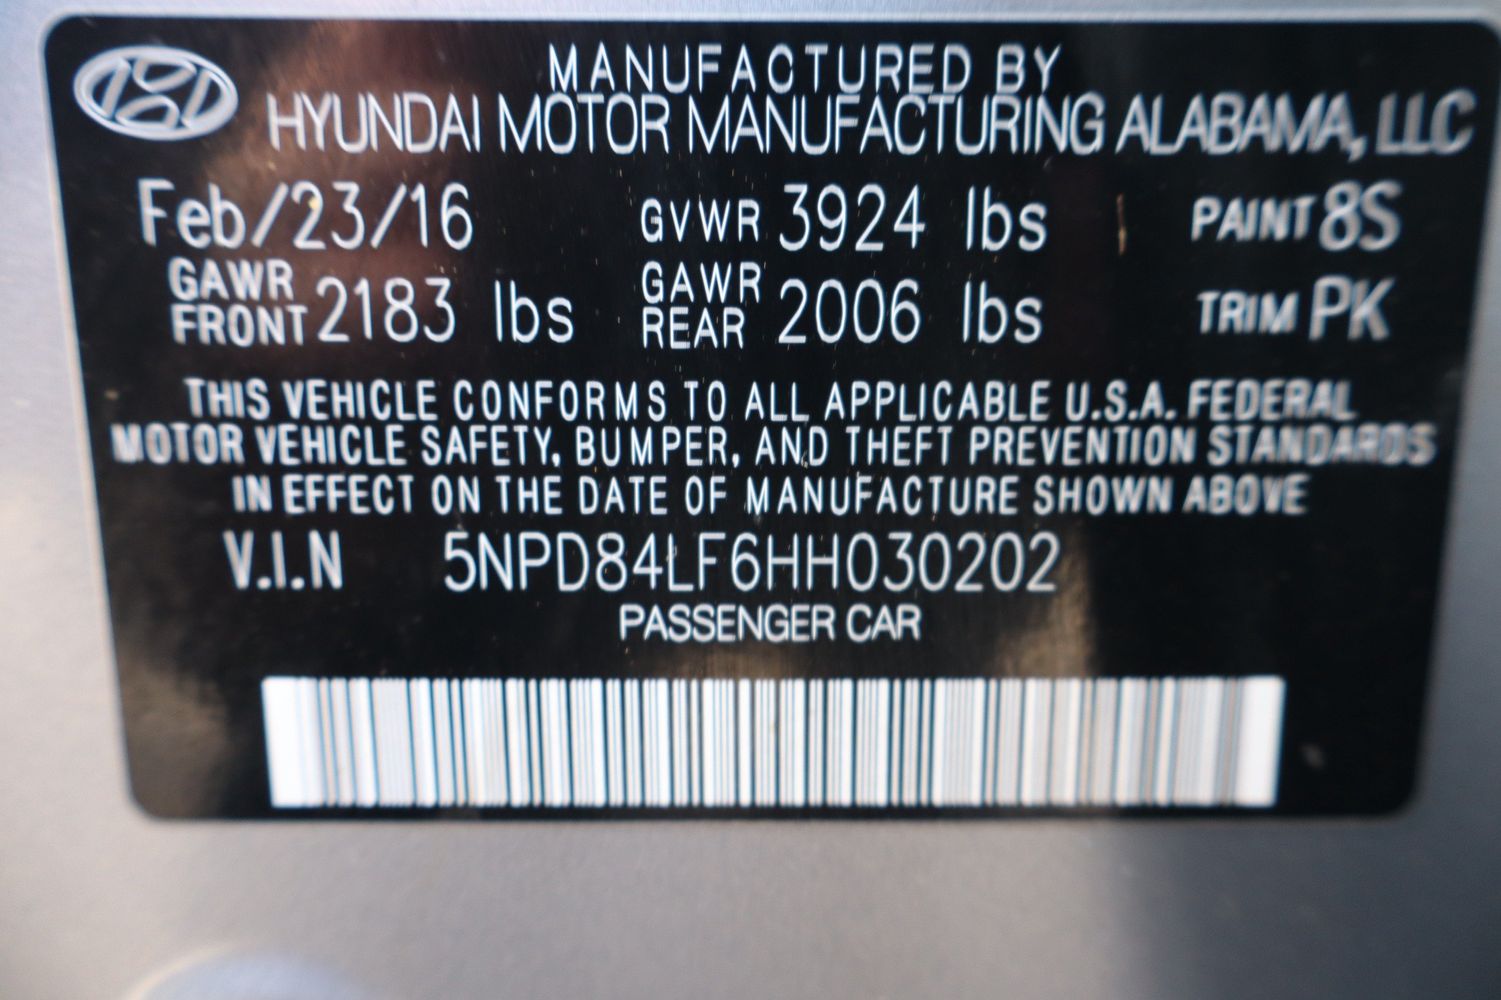 MANUFACTURED BY
HYUNDAI MOTOR MANUFACTURING ALABAMA, LLC
Feb/23/16 GVWR 3924 lbs PAINT 8S
GAWR FRONT 2183 lbs GAWR REAR 2006 lbs TRIM PK
THIS VEHICLE CONFORMS TO ALL APPLICABLE U.S.A. FEDERAL
MOTOR VEHICLE SAFETY, BUMPER, AND THEFT PREVENTION STANDARDS
IN EFFECT ON THE DATE OF MANUFACTURE SHOWN ABOVE
V.I.N 5NPD84LF6HH030202
PASSENGER CAR